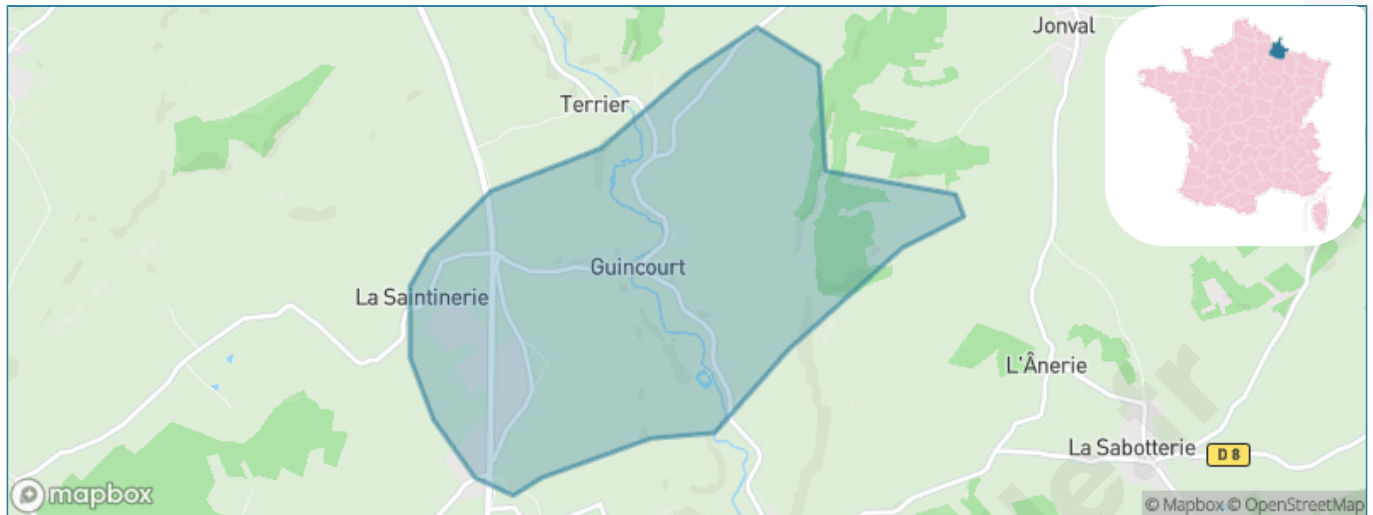 Jonval
Terrier
Guincourt
La Saintinerie
L'Ânerie
La Sabotterie
D 8
mapbox
© Mapbox © OpenStreetMap